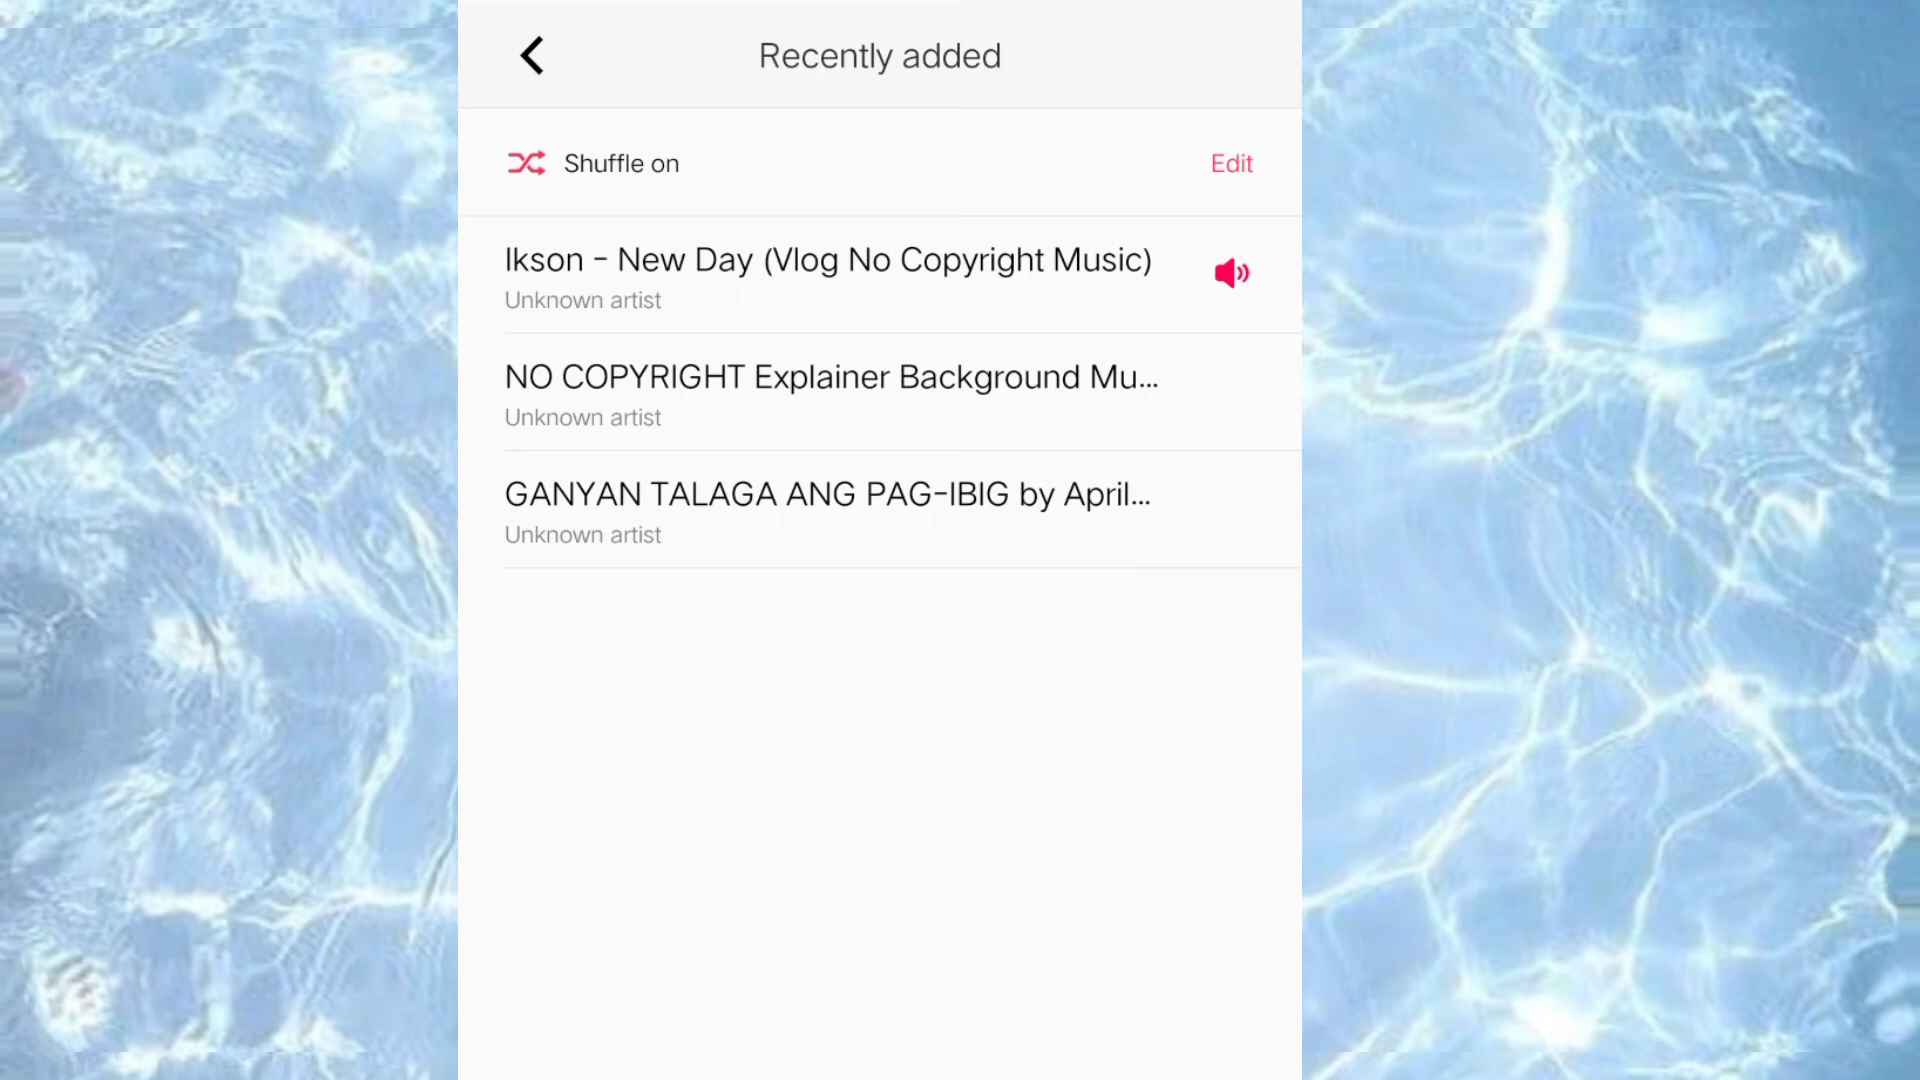 Recently added
Shuffle on
Edit
Ikson - New Day (Vlog No Copyright Music)
Unknown artist
NO COPYRIGHT Explainer Background Mu...
Unknown artist
GANYAN TALAGA ANG PAG-IBIG by April...
Unknown artist